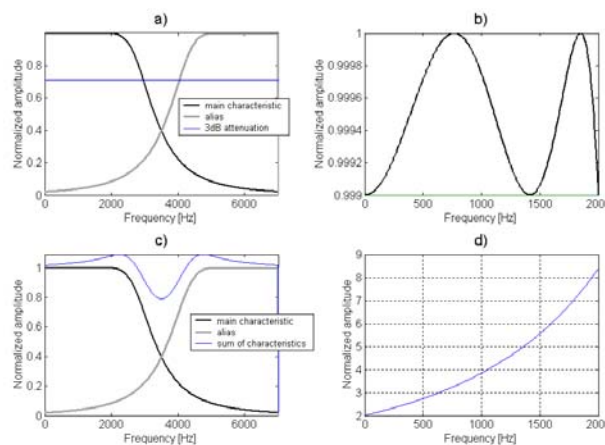 a)
Normalized amplitude
1
0.8
0.6
0.4
0.2
0
main characteristic
alias
3dB attenuation
0 2000 4000 6000
Frequency [Hz]
b)
Normalized amplitude
1
0.9998
0.9996
0.9994
0.9992
0.999
0 500 1000 1500 2000
Frequency [Hz]
c)
Normalized amplitude
1
0.8
0.6
0.4
0.2
0
main characteristic
alias
sum of characteristics
0 2000 4000 6000
Frequency [Hz]
d)
Normalized amplitude
9
8
7
6
5
4
3
2
0 500 1000 1500 2000
Frequency [Hz]